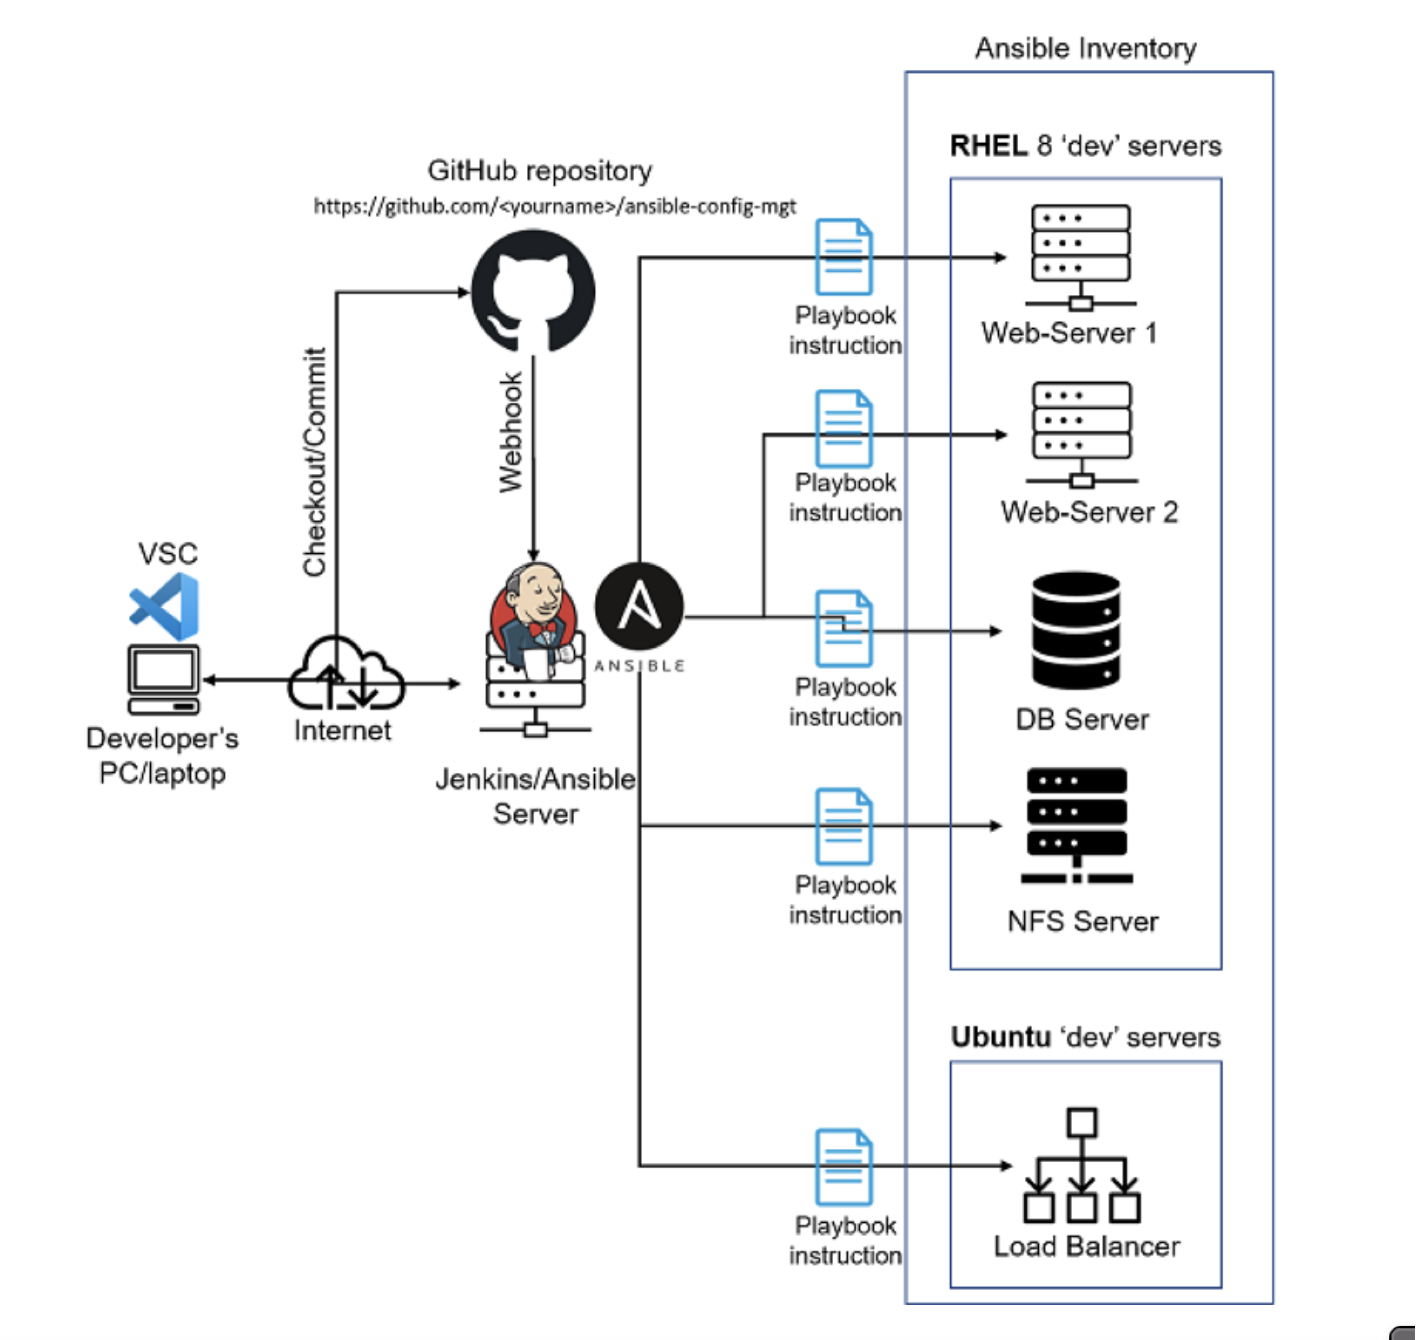 Ansible Inventory
RHEL 8 ‘dev’ servers
GitHub repository
https://github.com/<yourname>/ansible-config-mgt
Playbook
instruction
Web-Server 1
Checkout/Commit
Webhook
Playbook
instruction
Web-Server 2
VSC
ANSIBLE
Playbook
instruction
DB Server
Internet
Developer's
PC/laptop
Jenkins/Ansible
Server
Playbook
instruction
NFS Server
Ubuntu ‘dev’ servers
Playbook
instruction
Load Balancer